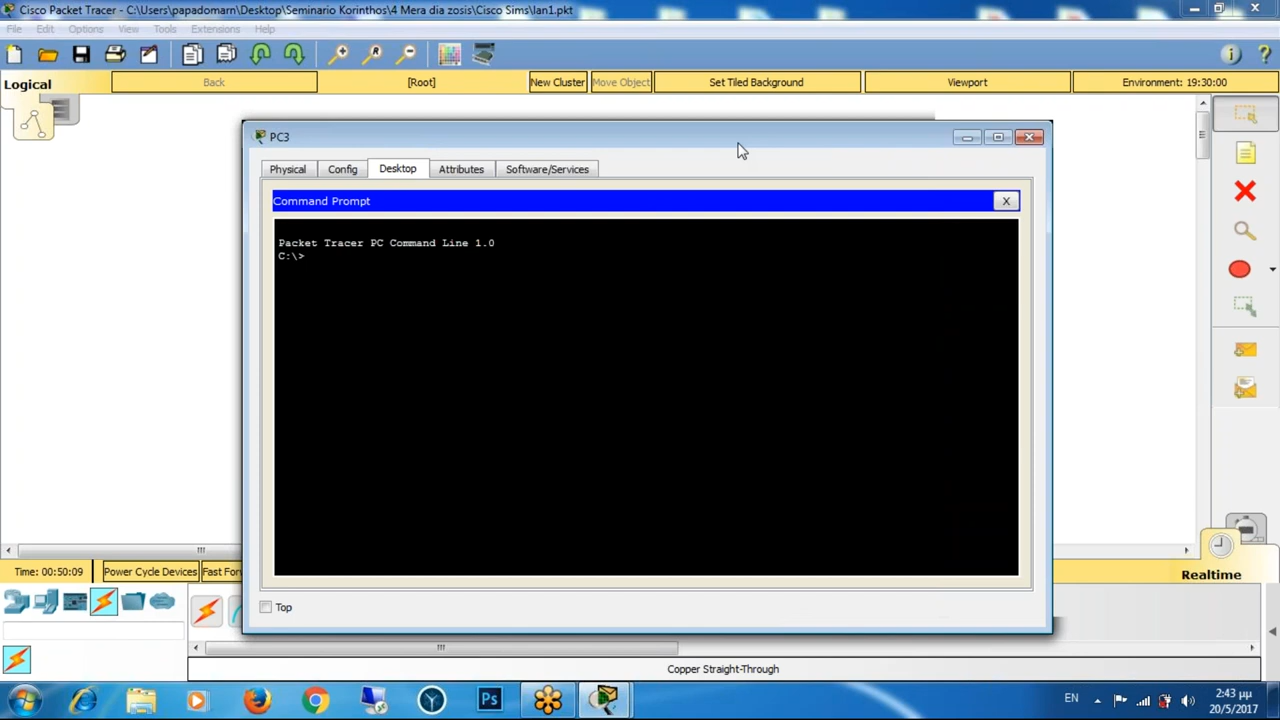 Cisco Packet Tracer - C:\Users\papadomarn\Desktop\Seminario Korinthos\4 Mera dia zosis\Cisco Sims\lan1.pkt
File Edit Options View Tools Extensions Help
Logical Back [Root] New Cluster Move Object Set Tiled Background Viewport Environment: 19:30:00
PC3
Physical Config Desktop Attributes Software/Services
Command Prompt X
Packet Tracer PC Command Line 1.0
C:\>
Time: 00:50:09 Power Cycle Devices Fast For
Realtime
Top
Copper Straight-Through
Ps EN 2:43 μμ
20/5/2017